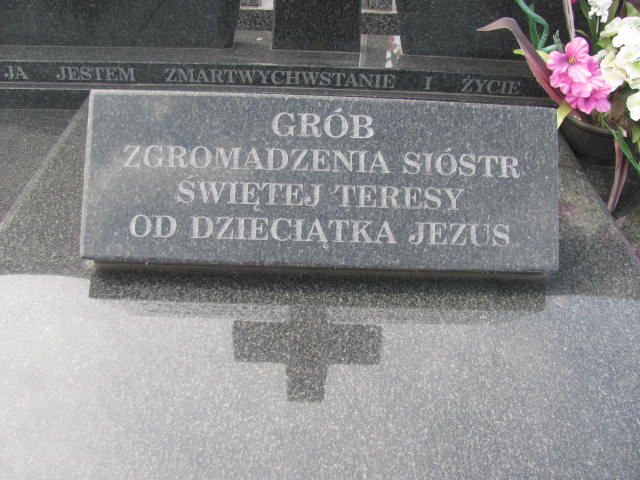 JA JESTEM ZMARTWYCHWSTANIE I ŻYCIE
GRÓB
ZGROMADZENIA SIÓSTR
ŚWIĘTEJ TERESY
OD DZIECIĄTKA JEZUS